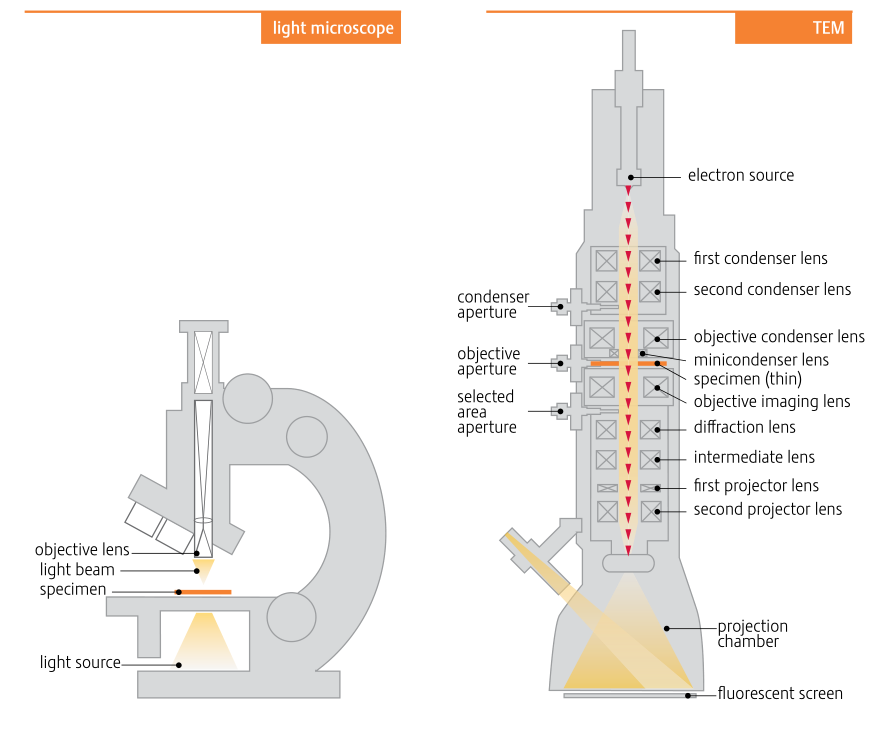 light microscope
objective lens
light beam
specimen
light source
TEM
condenser
aperture
objective
aperture
selected
area
aperture
electron source
first condenser lens
second condenser lens
objective condenser lens
minicondenser lens
specimen (thin)
objective imaging lens
diffraction lens
intermediate lens
first projector lens
second projector lens
projection
chamber
fluorescent screen